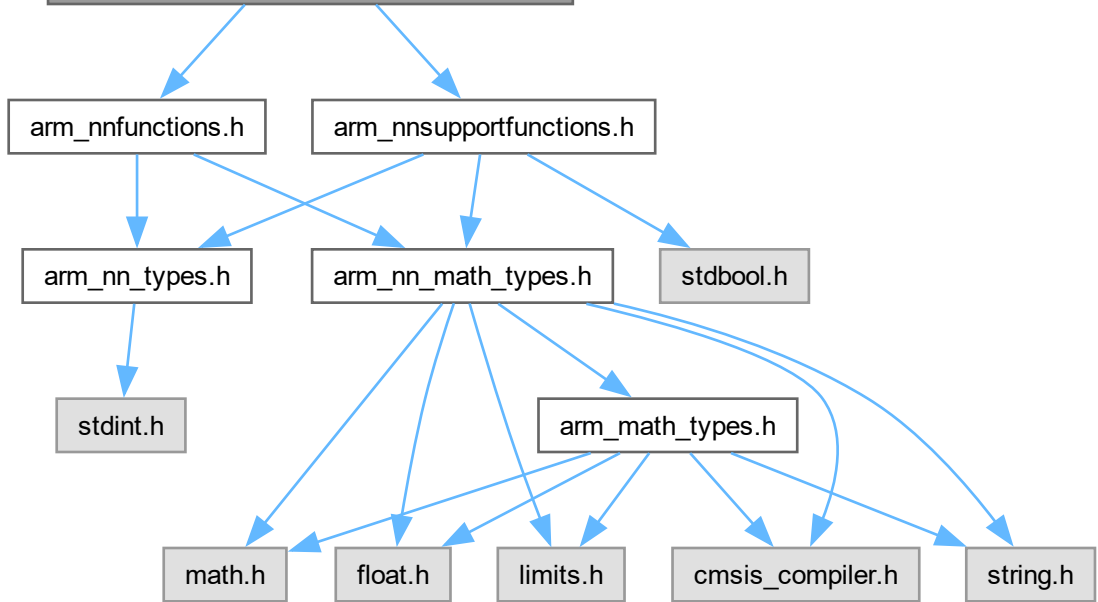 arm_nnfunctions.h
arm_nnsupportfunctions.h
arm_nn_types.h
arm_nn_math_types.h
stdbool.h
stdint.h
arm_math_types.h
math.h
float.h
limits.h
cmsis_compiler.h
string.h